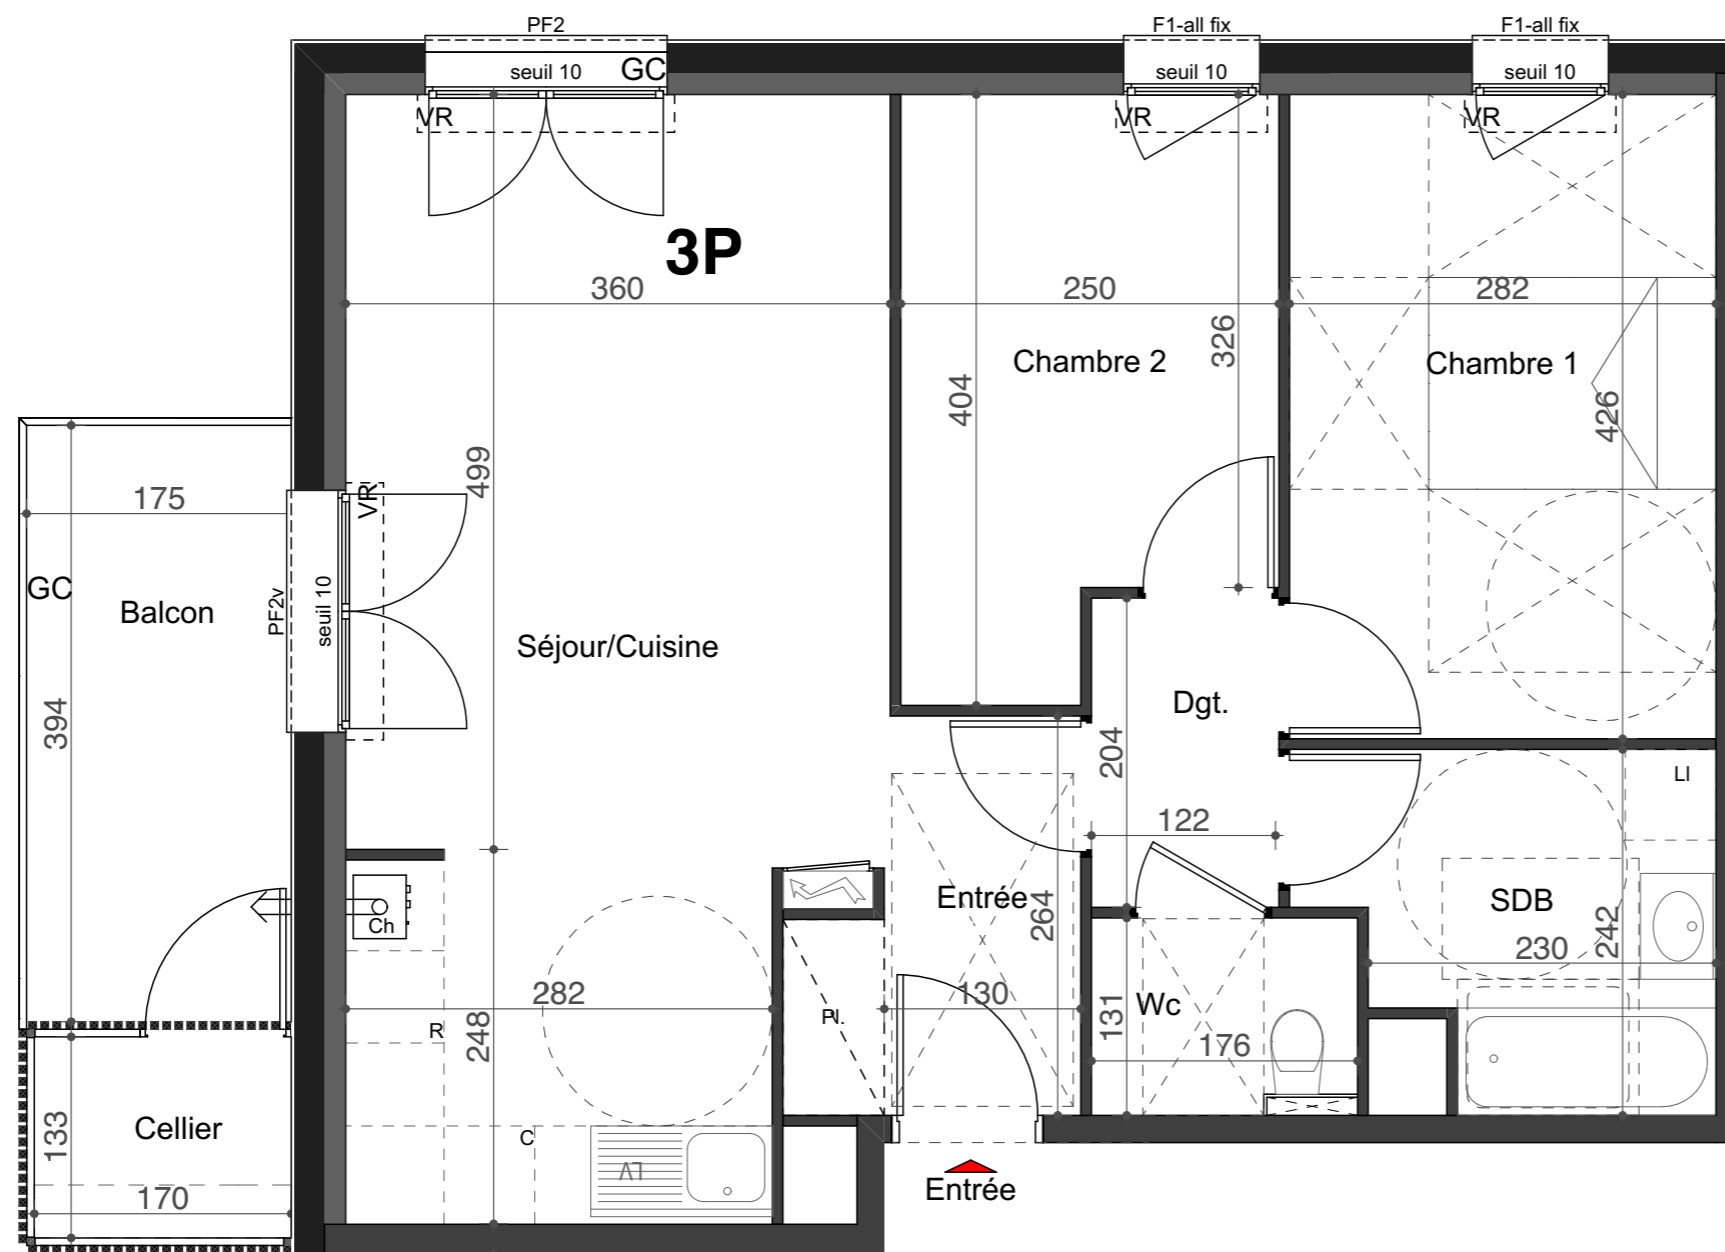 PF2
F1-all fix
F1-all fix
seuil 10
GC
seuil 10
seuil 10
VR
VR
VR
3P
360
250
282
326
Chambre 2
Chambre 1
404
426
499
175
VR
GC
Balcon
PF2v
seuil 10
Séjour/Cuisine
394
Dgt.
204
LI
122
Entrée
264
SDB
242
230
Ch
282
130
Wc
131
176
R
248
Pl.
Cellier
133
170
C
LV
Entrée